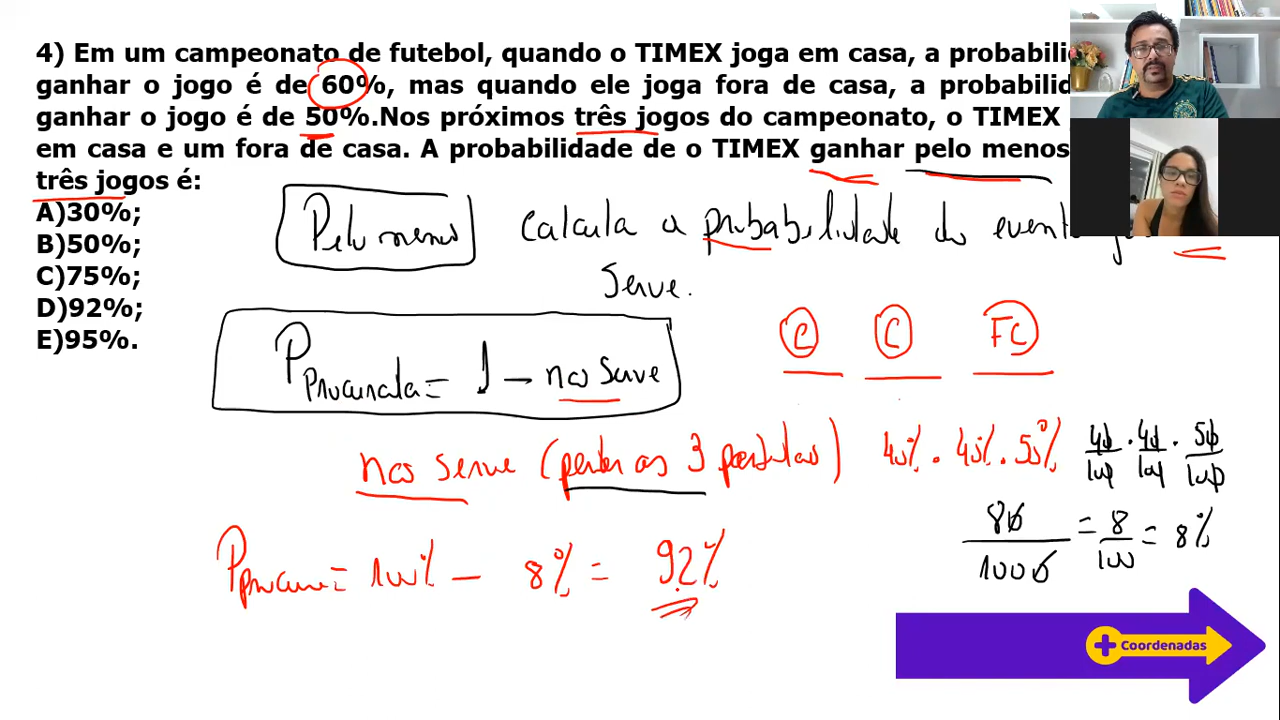 4) Em um campeonato de futebol, quando o TIMEX joga em casa, a probabili
ganhar o jogo é de 60%, mas quando ele joga fora de casa, a probabilid
ganhar o jogo é de 50%.Nos próximos três jogos do campeonato, o TIMEX
em casa e um fora de casa. A probabilidade de o TIMEX ganhar pelo menos
três jogos é:
A)30%;
B)50%;
C)75%;
D)92%;
E)95%.
Pelo menos
calcula a probabilidade do evento
serve.
C C FC
P procurada = 1 - não serve
não serve (perder as 3 partidas) 40% . 40% . 50% 40/100 . 40/100 . 50/100
80/1000 = 8/100 = 8%
P procura = 100% - 8% = 92%
+ Coordenadas